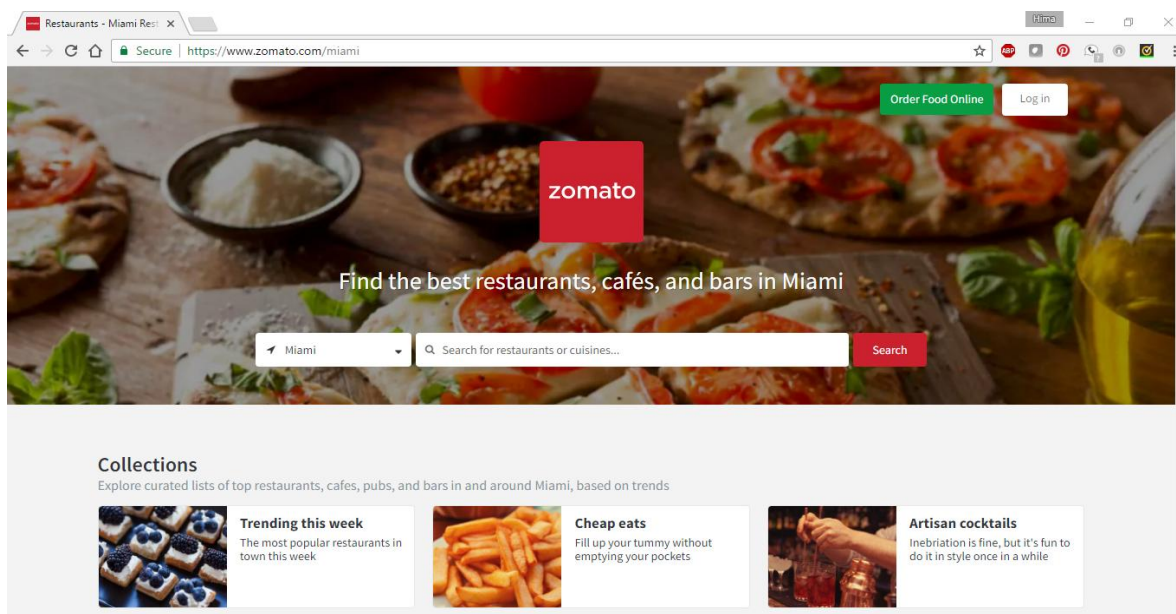 Restaurants - Miami Rest
Hima
Secure | https://www.zomato.com/miami
ABP
Order Food Online
Log in
zomato
Find the best restaurants, cafés, and bars in Miami
Miami
Search for restaurants or cuisines...
Search
Collections
Explore curated lists of top restaurants, cafes, pubs, and bars in and around Miami, based on trends
Trending this week
The most popular restaurants in
town this week
Cheap eats
Fill up your tummy without
emptying your pockets
Artisan cocktails
Inebriation is fine, but it's fun to
do it in style once in a while